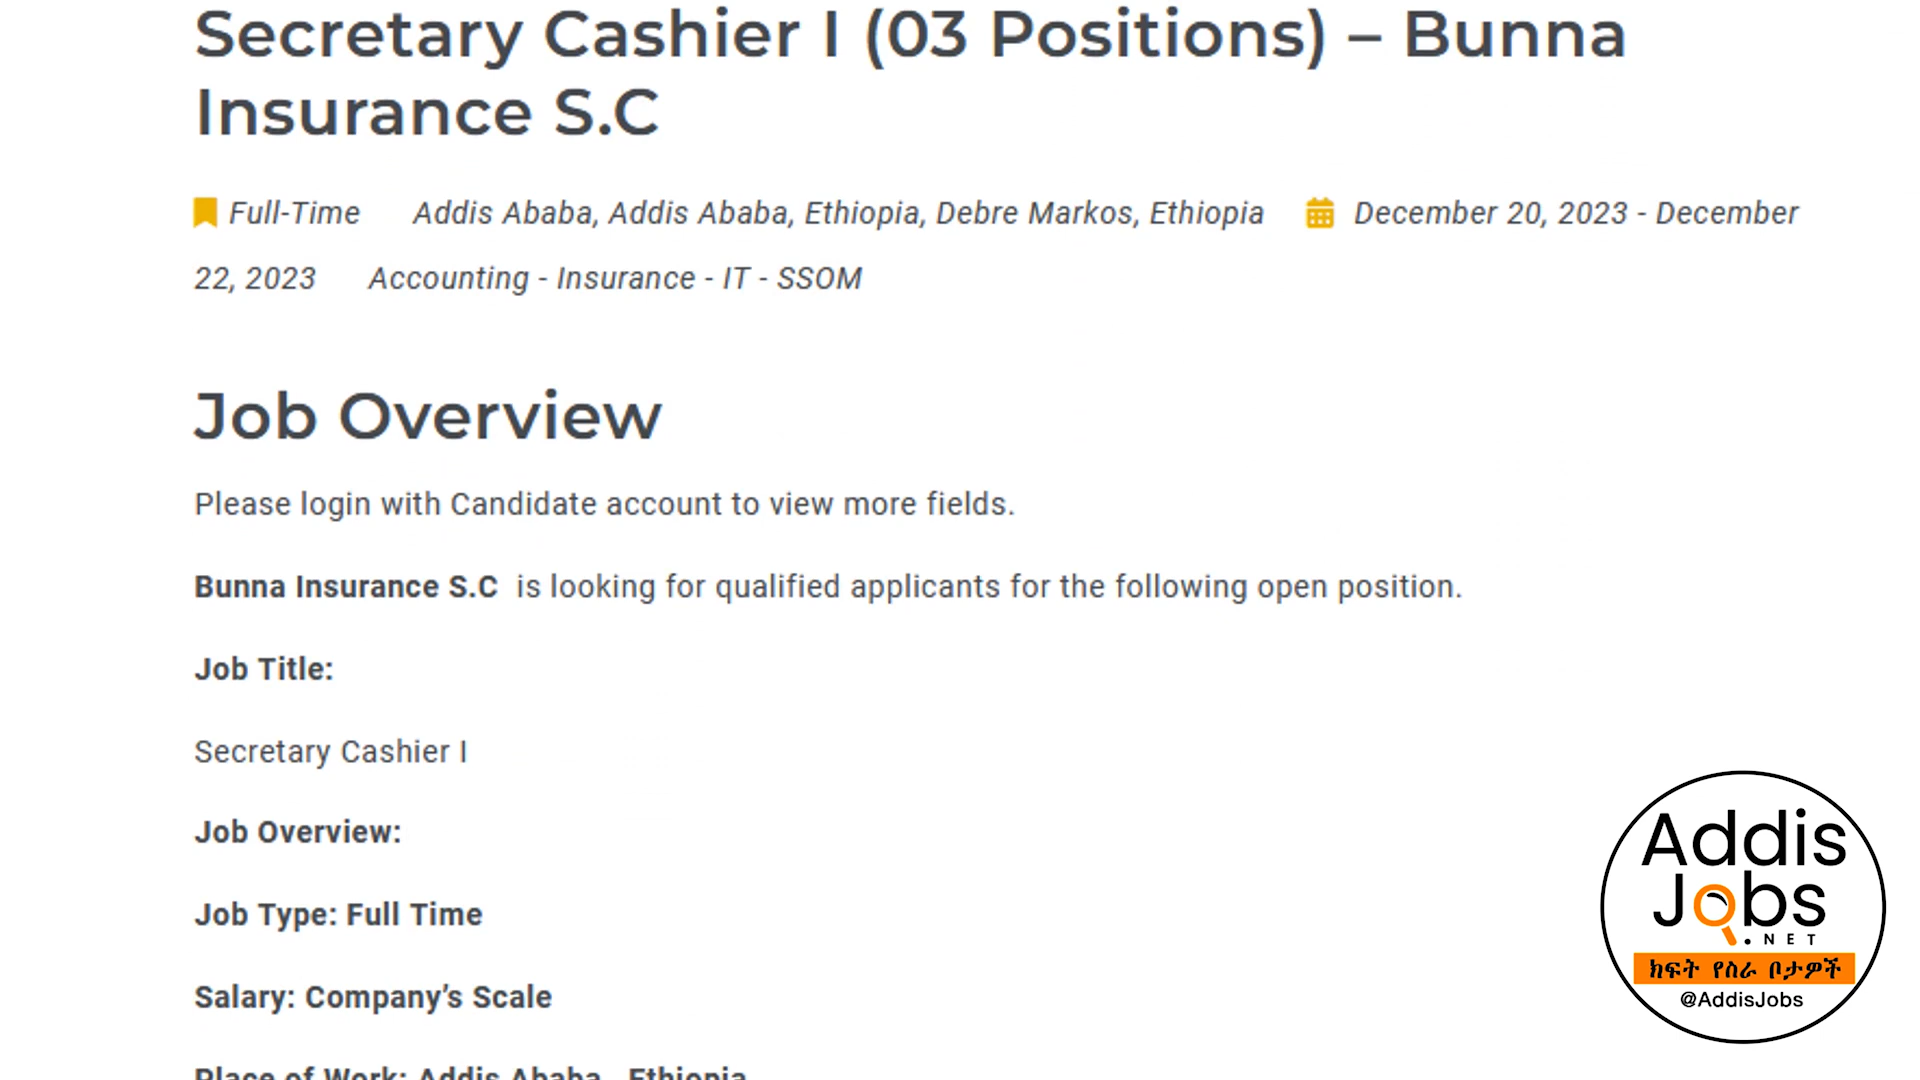 Secretary Cashier I (03 Positions) – Bunna
Insurance S.C
Full-Time Addis Ababa, Addis Ababa, Ethiopia, Debre Markos, Ethiopia December 20, 2023 - December
22, 2023 Accounting - Insurance - IT - SSOM
Job Overview
Please login with Candidate account to view more fields.
Bunna Insurance S.C is looking for qualified applicants for the following open position.
Job Title:
Secretary Cashier I
Job Overview:
Job Type: Full Time
Salary: Company’s Scale
Place of Work: Addis Ababa, Ethiopia
Addis
Jobs
.NET
ክፍት የስራ ቦታዎች
@AddisJobs